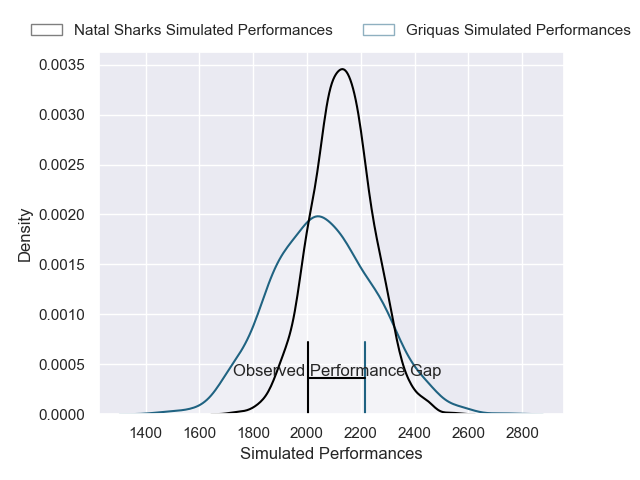 Natal Sharks Simulated Performances Griquas Simulated Performances
0.0035
0.0030
0.0025
0.0020
0.0015
0.0010
0.0005
0.0000
Density
Observed Performance Gap
1400 1600 1800 2000 2200 2400 2600 2800
Simulated Performances